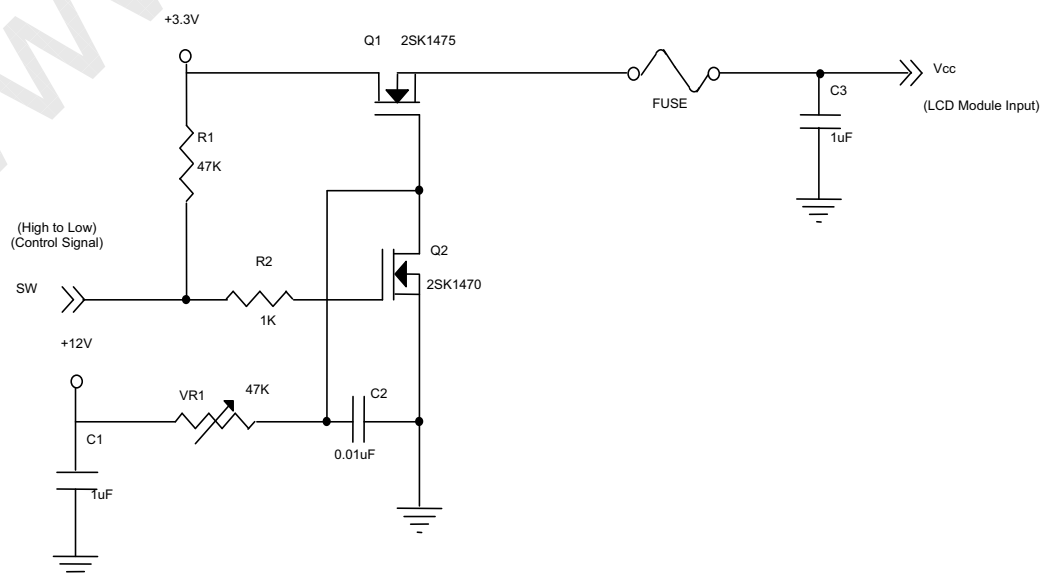 +3.3V
Q1 2SK1475
Vcc
FUSE
C3
(LCD Module Input)
R1
1uF
47K
(High to Low)
(Control Signal)
Q2
R2
2SK1470
SW
1K
+12V
VR1
47K
C2
C1
0.01uF
1uF